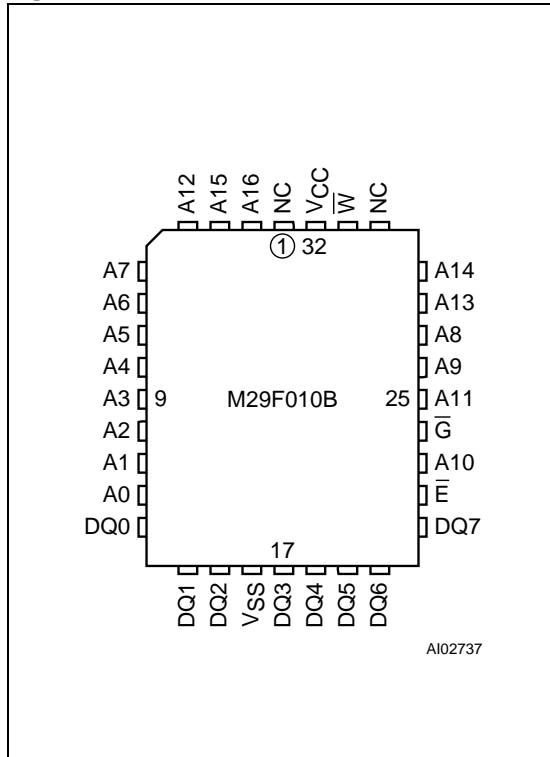 A12 A15 A16 NC VCC W̅ NC
1 32
A7 A14
A6 A13
A5 A8
A4 A9
A3 9 M29F010B 25 A11
A2 G̅
A1 A10
A0 E̅
DQ0 DQ7
17
DQ1 DQ2 VSS DQ3 DQ4 DQ5 DQ6
AI02737